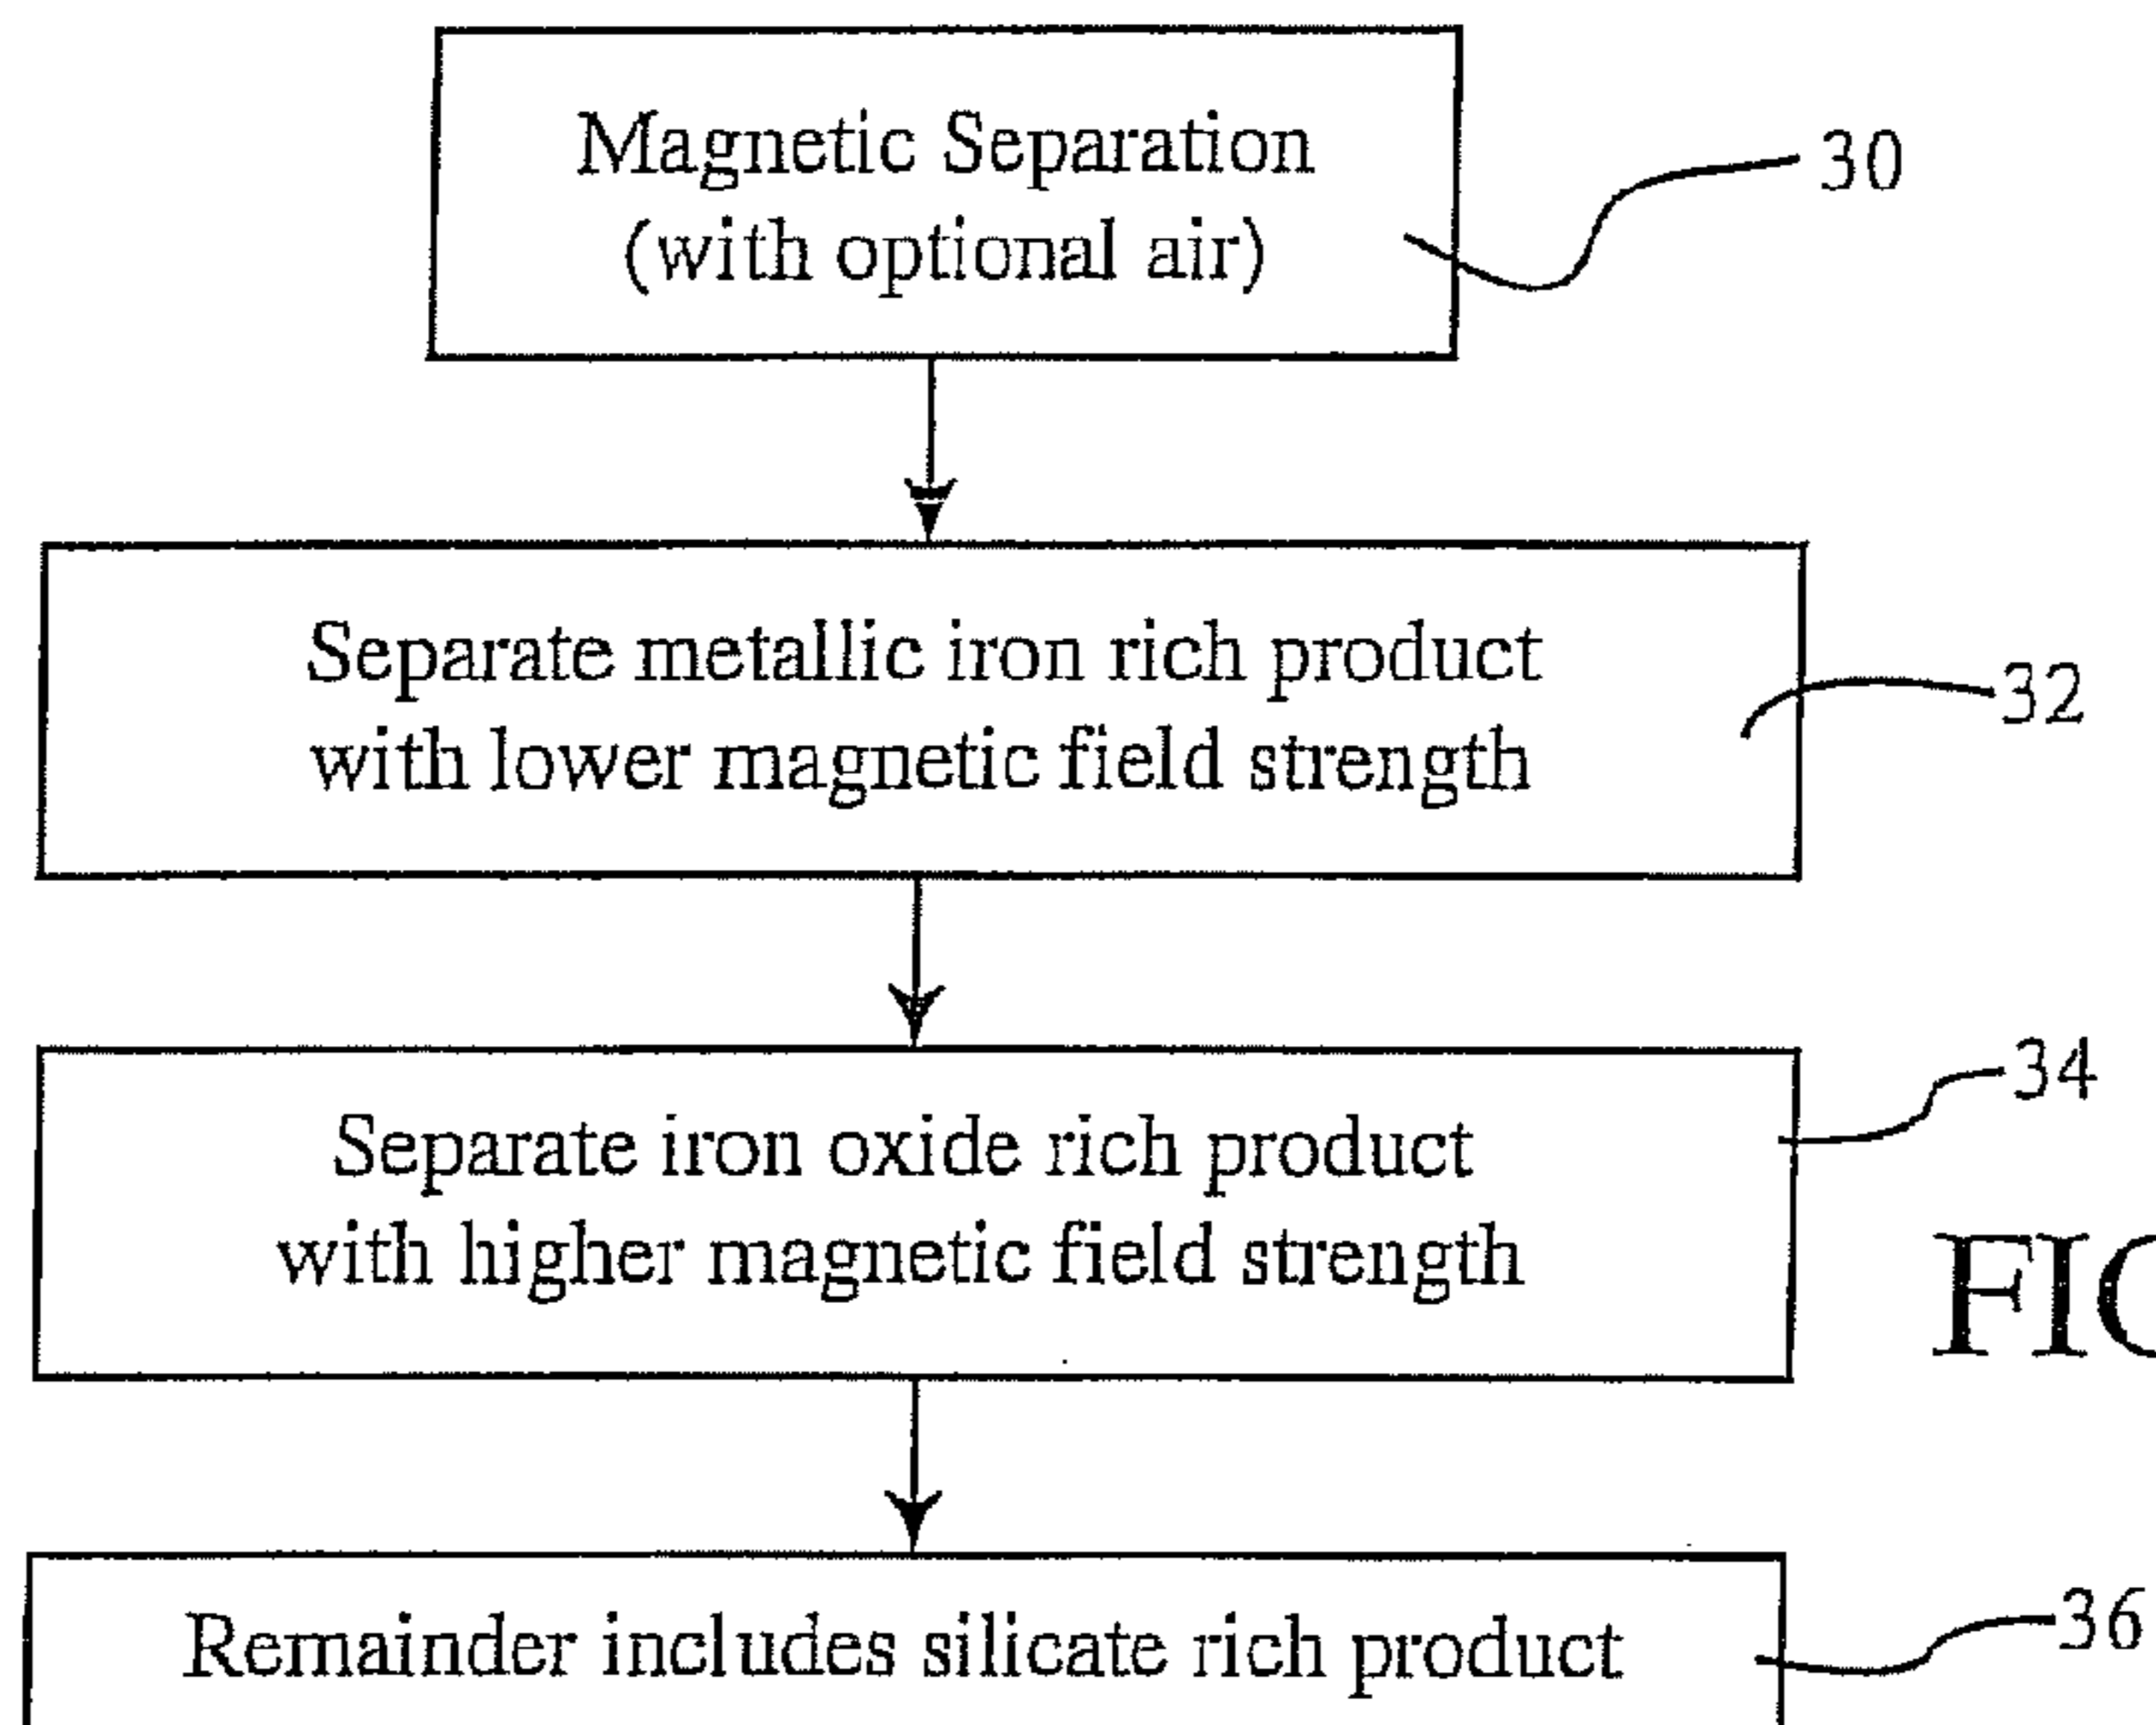 Magnetic Separation
(with optional air)
30
Separate metallic iron rich product
with lower magnetic field strength
32
Separate iron oxide rich product
with higher magnetic field strength
34
Remainder includes silicate rich product
36